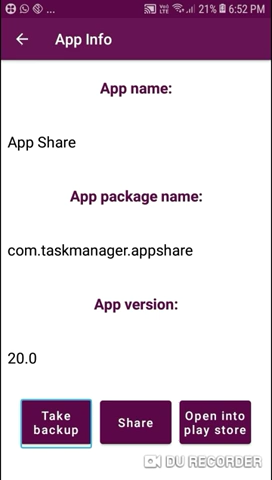 ... VoLTE 21% 6:52 PM
App Info
App name:
App Share
App package name:
com.taskmanager.appshare
App version:
20.0
Take
backup
Share
Open into
play store
DU RECORDER